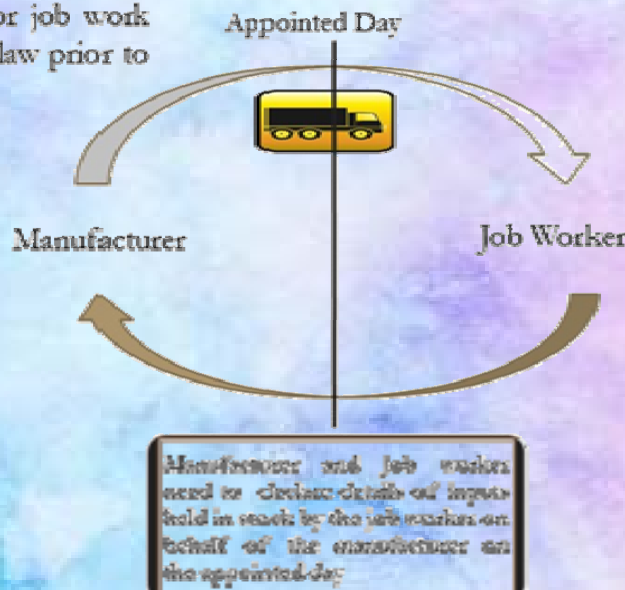 or job work
law prior to
Appointed Day
Manufacturer
Job Worker
Manufacturer and job worker
need to declare details of inputs
held in stock by the job worker on
behalf of the manufacturer on
the appointed day